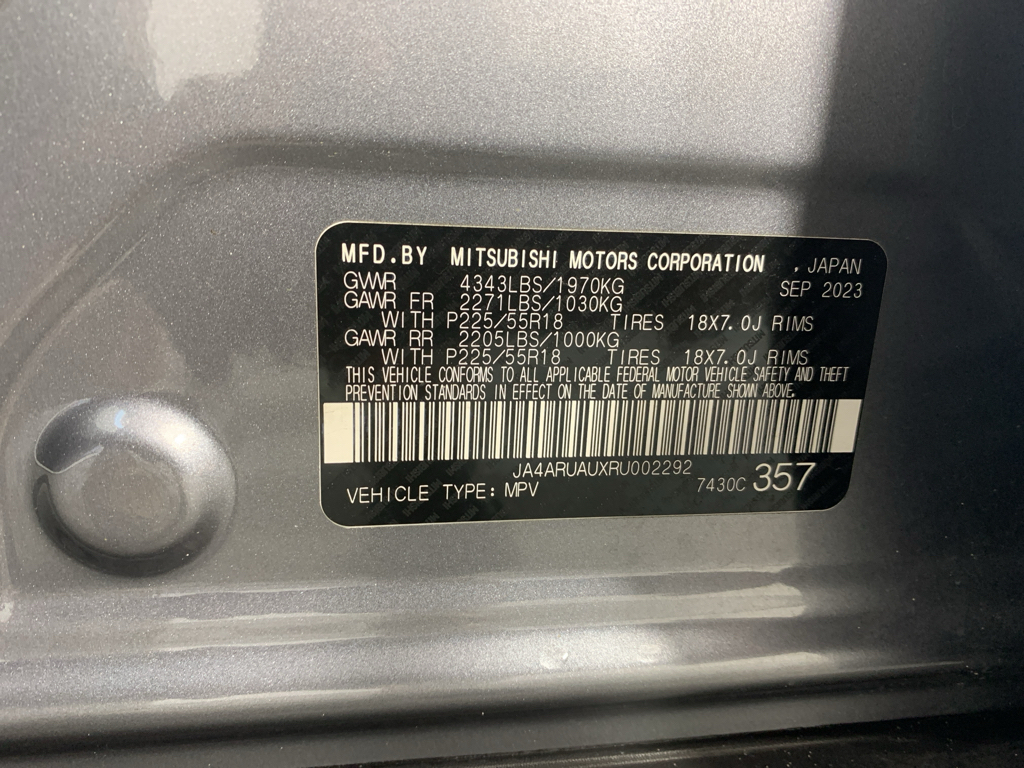 MFD.BY MITSUBISHI MOTORS CORPORATION , JAPAN
GWVR 4343LBS/1970KG SEP 2023
GAWR FR 2271LBS/1030KG
WITH P225/55R18 TIRES 18X7.0J RIMS
GAWR RR 2205LBS/1000KG
WITH P225/55R18 TIRES 18X7.0J RIMS
THIS VEHICLE CONFORMS TO ALL APPLICABLE FEDERAL MOTOR VEHICLE SAFETY AND THEFT
PREVENTION STANDARDS IN EFFECT ON THE DATE OF MANUFACTURE SHOWN ABOVE.
JA4ARUAUXRU002292
VEHICLE TYPE: MPV 7430C 357